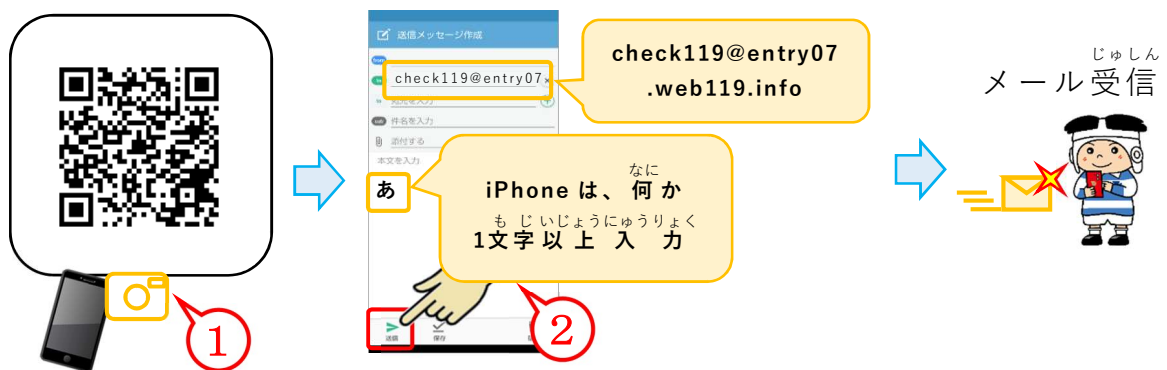 送信メッセージ作成
check119@entry07
宛先を入力
件名を入力
添付する
本文を入力
あ
送信
保存
check119@entry07
.web119.info
なに
iPhone は、何か
もじいじょうにゅうりょく
1文字以上入力
1
2
じゅしん
メール受信